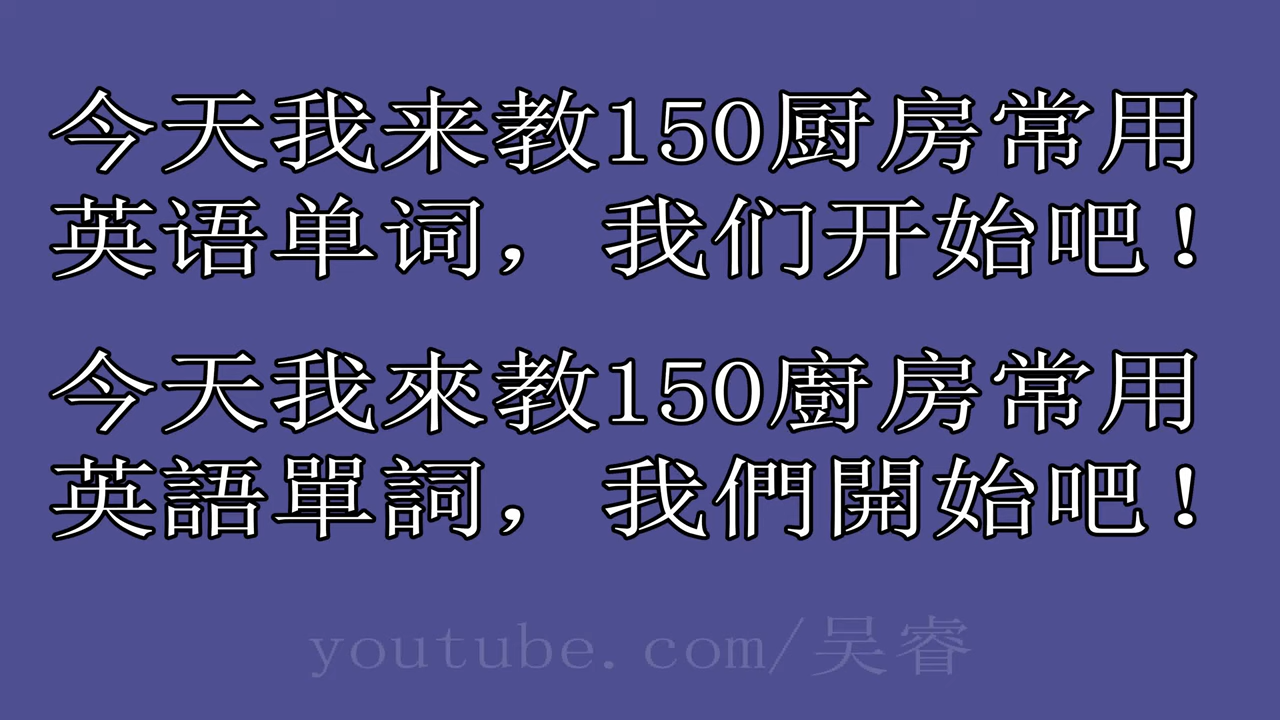 今天我来教150厨房常用
英语单词，我们开始吧！
今天我來教150廚房常用
英語單詞，我們開始吧！
youtube.com/吴睿